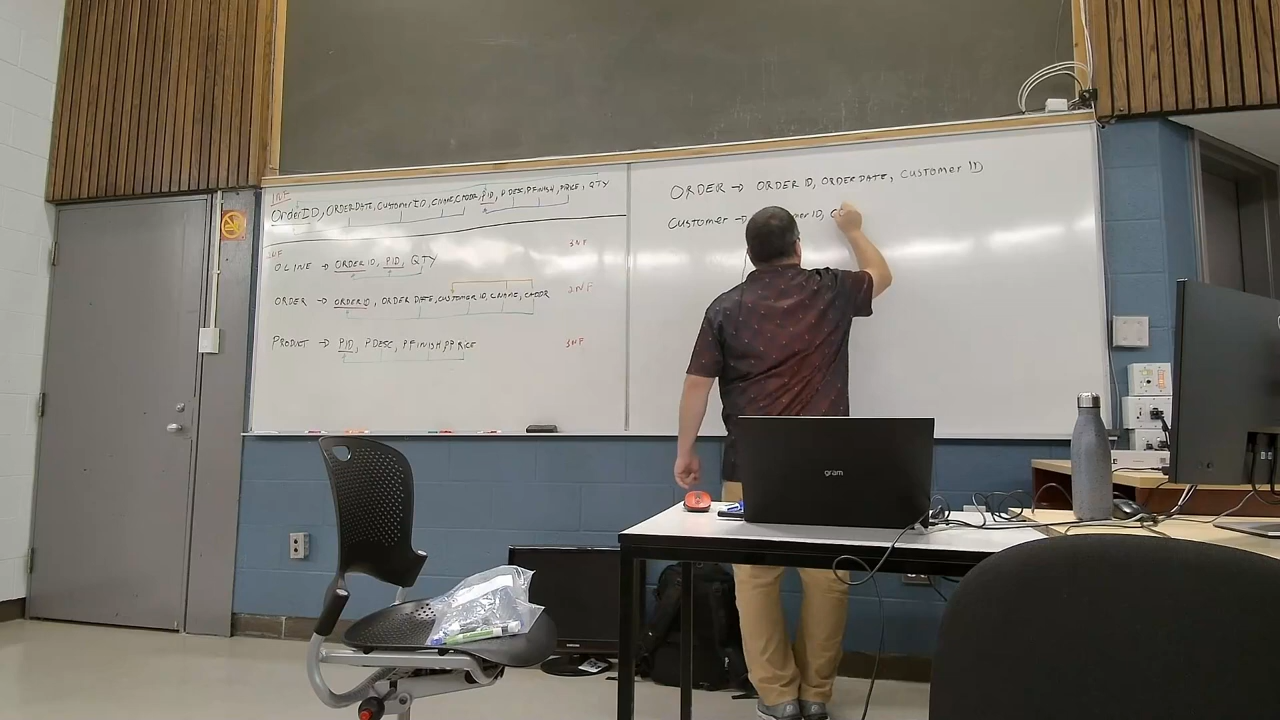 1NF
OrderID, ORDERDATE, CUSTOMERID, CNAME, CADDR, PID, PDESC, PFINISH, PPRICE, QTY
2NF
OLINE → ORDER ID, PID, QTY 3NF
ORDER → ORDERID, ORDER DATE, CUSTOMER ID, CNAME, CADDR 2NF
PRODUCT → PID, PDESC, PFINISH, PPRICE 3NF
ORDER → ORDER ID, ORDER DATE, CUSTOMER ID
CUSTOMER → merID, C
gram